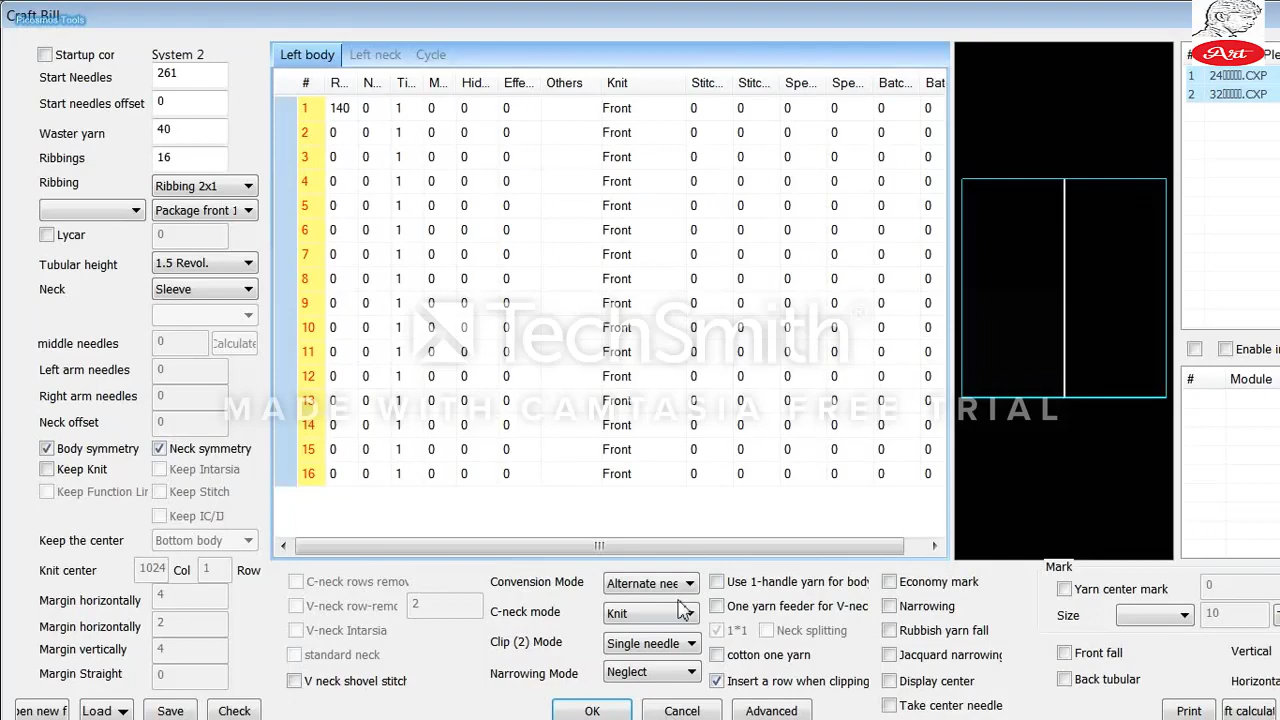 Craft Bill
Picosmus Tools
Art
Startup cor
System 2
Start Needles 261
Start needles offset 0
Waster yarn 40
Ribbings 16
Ribbing Ribbing 2x1
Package front 1
Lycar 0
Tubular height 1.5 Revol.
Neck Sleeve
middle needles 0 Calculate
Left arm needles 0
Right arm needles 0
Neck offset 0
Body symmetry Neck symmetry
Keep Knit Keep Intarsia
Keep Function Lir Keep Stitch
Keep IC/IJ
Keep the center Bottom body
Knit center 1024 Col 1 Row
Margin horizontally 4
Margin horizontally 2
Margin vertically 4
Margin Straight 0
pen new f Load Save Check
Left body Left neck Cycle
# R... N... Ti... M... Hid... Effe... Others Knit Stitc... Stitc... Spe... Spe... Batc... Bat
1 140 0 1 0 0 0 Front 0 0 0 0 0 0
2 0 0 1 0 0 0 Front 0 0 0 0 0 0
3 0 0 1 0 0 0 Front 0 0 0 0 0 0
4 0 0 1 0 0 0 Front 0 0 0 0 0 0
5 0 0 1 0 0 0 Front 0 0 0 0 0 0
6 0 0 1 0 0 0 Front 0 0 0 0 0 0
7 0 0 1 0 0 0 Front 0 0 0 0 0 0
8 0 0 1 0 0 0 Front 0 0 0 0 0 0
9 0 0 1 0 0 0 Front 0 0 0 0 0 0
10 0 0 1 0 0 0 Front 0 0 0 0 0 0
11 0 0 1 0 0 0 Front 0 0 0 0 0 0
12 0 0 1 0 0 0 Front 0 0 0 0 0 0
13 0 0 1 0 0 0 Front 0 0 0 0 0 0
14 0 0 1 0 0 0 Front 0 0 0 0 0 0
15 0 0 1 0 0 0 Front 0 0 0 0 0 0
16 0 0 1 0 0 0 Front 0 0 0 0 0 0
TechSmith®
MADE WITH CAMTASIA FREE TRIAL
C-neck rows remov
V-neck row-remc 2
V-neck Intarsia
standard neck
V neck shovel stitch
Convension Mode Alternate nee
C-neck mode Knit
Clip (2) Mode Single needle
Narrowing Mode Neglect
Use 1-handle yarn for body
One yarn feeder for V-nec
1*1 Neck splitting
cotton one yarn
Insert a row when clipping
Economy mark
Narrowing
Rubbish yarn fall
Jacquard narrowing
Display center
Take center needle
OK Cancel Advanced
1 24.CXP
2 32.CXP
Enable in
# Module
Mark
Yarn center mark 0
Size 10
Front fall Vertical
Back tubular Horizonta
Print ft calculat